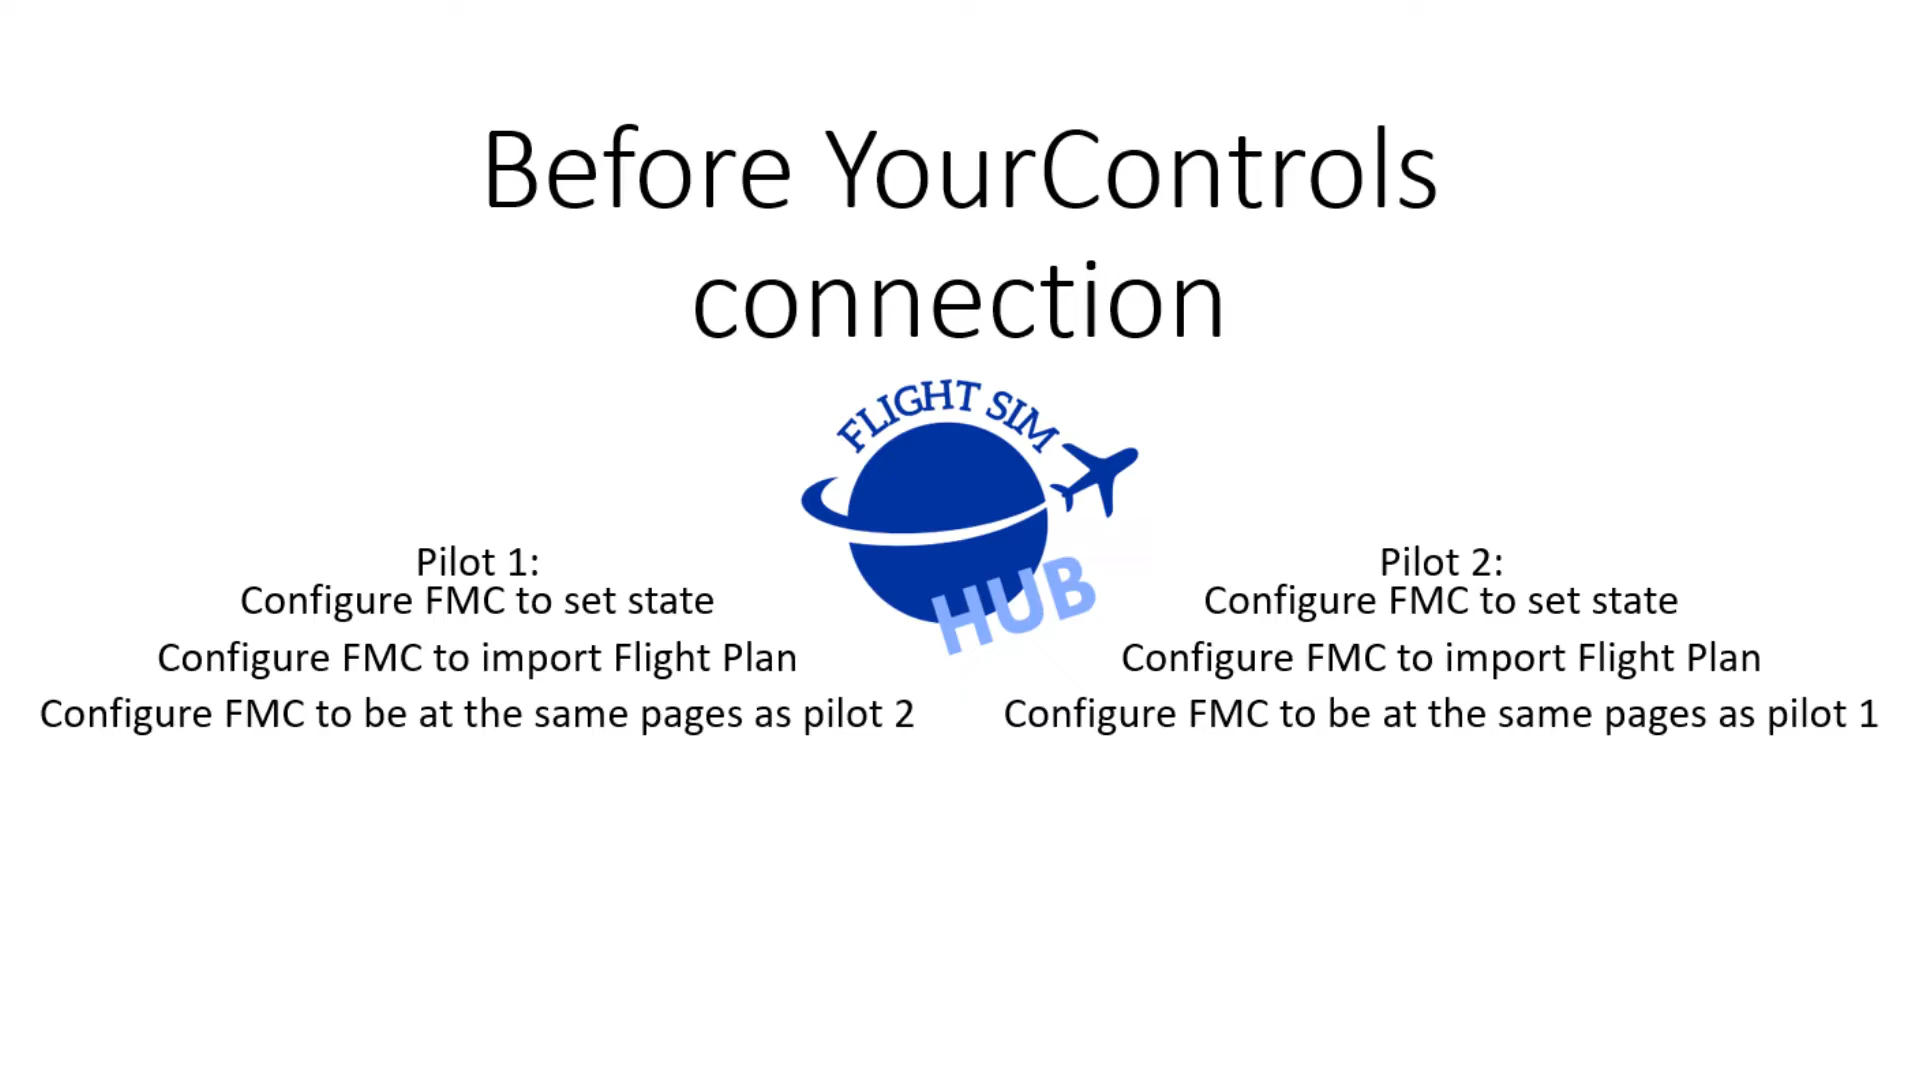 Before YourControls
connection
FLIGHT SIM
HUB
Pilot 1:
Configure FMC to set state
Configure FMC to import Flight Plan
Configure FMC to be at the same pages as pilot 2
Pilot 2:
Configure FMC to set state
Configure FMC to import Flight Plan
Configure FMC to be at the same pages as pilot 1